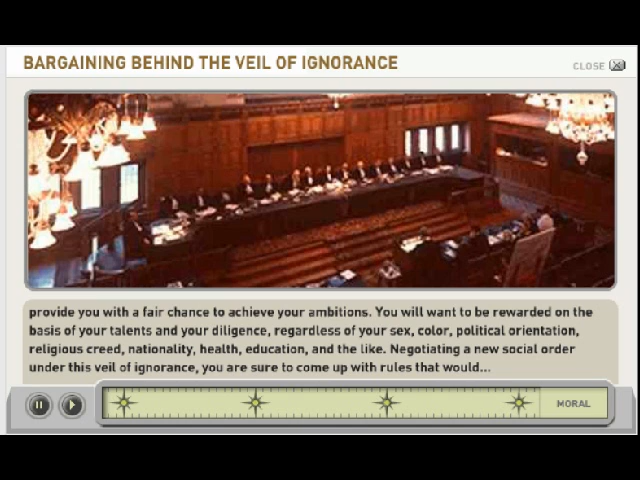 BARGAINING BEHIND THE VEIL OF IGNORANCE
CLOSE
provide you with a fair chance to achieve your ambitions. You will want to be rewarded on the
basis of your talents and your diligence, regardless of your sex, color, political orientation,
religious creed, nationality, health, education, and the like. Negotiating a new social order
under this veil of ignorance, you are sure to come up with rules that would...
MORAL